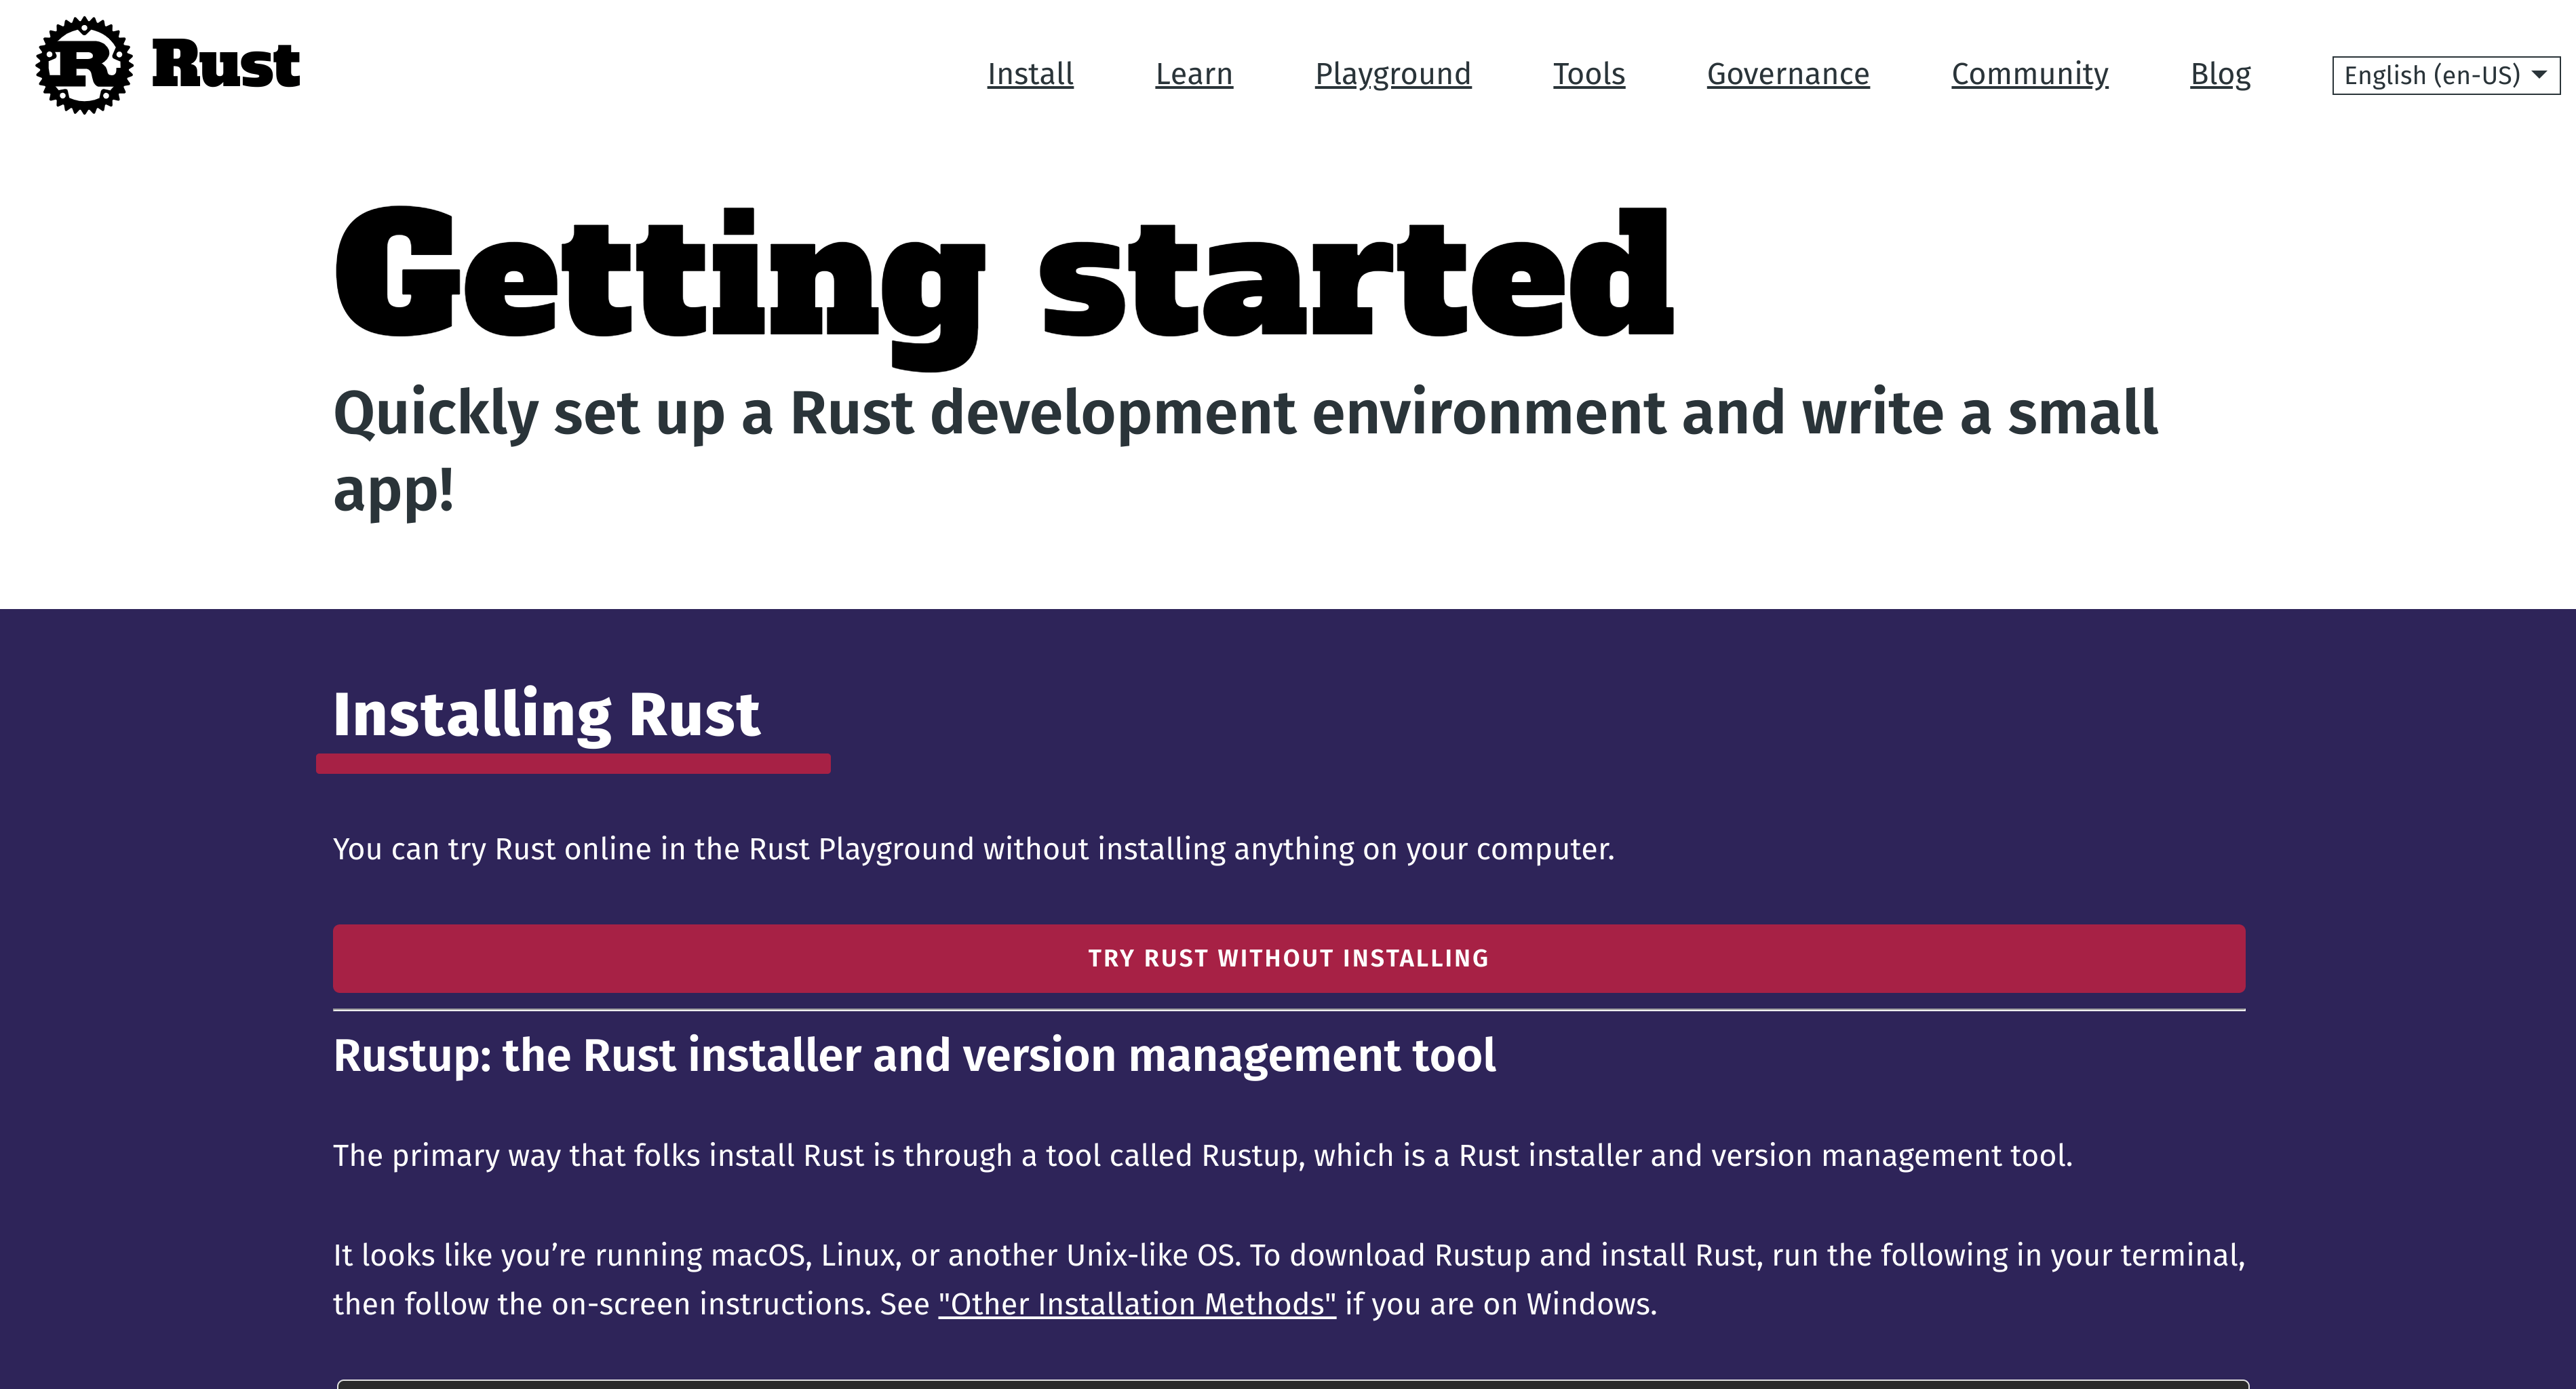 Rust
Install
Learn
Playground
Tools
Governance
Community
Blog
English (en-US)
Getting started
Quickly set up a Rust development environment and write a small
app!
Installing Rust
You can try Rust online in the Rust Playground without installing anything on your computer.
TRY RUST WITHOUT INSTALLING
Rustup: the Rust installer and version management tool
The primary way that folks install Rust is through a tool called Rustup, which is a Rust installer and version management tool.
It looks like you’re running macOS, Linux, or another Unix-like OS. To download Rustup and install Rust, run the following in your terminal,
then follow the on-screen instructions. See "Other Installation Methods" if you are on Windows.